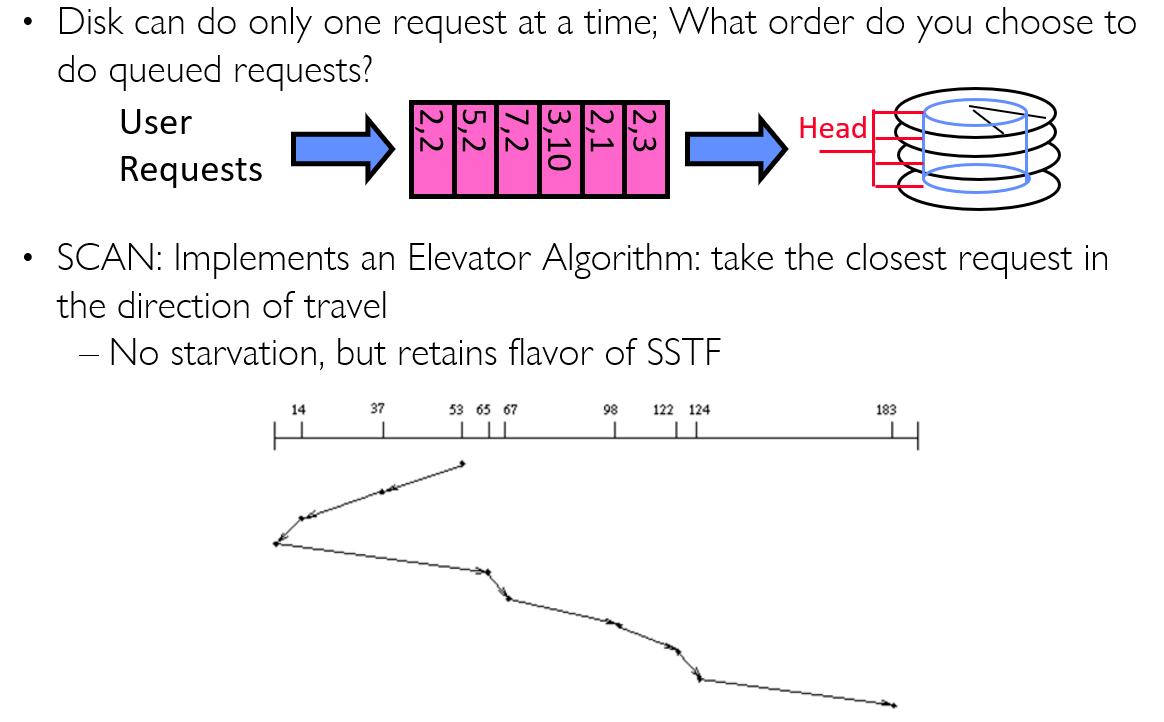 • Disk can do only one request at a time; What order do you choose to
do queued requests?
User
Requests
2,2 5,2 7,2 3,10 2,1 2,3
Head
• SCAN: Implements an Elevator Algorithm: take the closest request in
the direction of travel
– No starvation, but retains flavor of SSTF
14 37 53 65 67 98 122 124 183